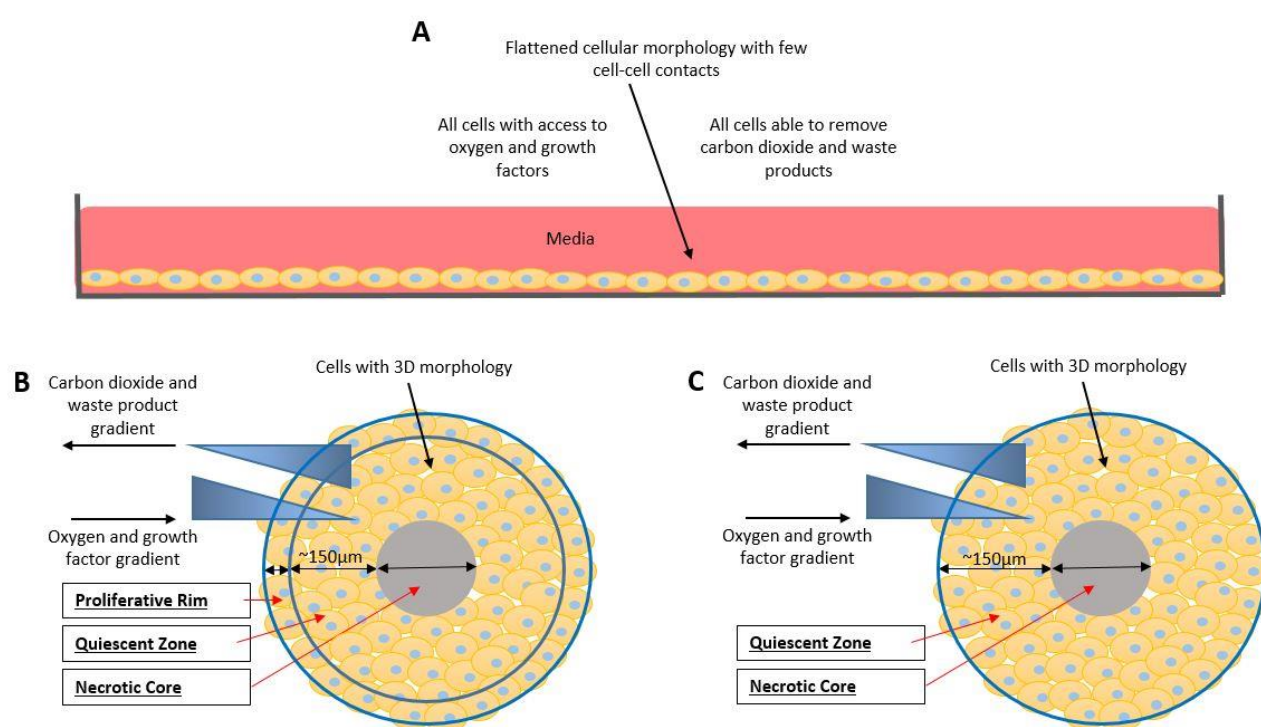 A
Flattened cellular morphology with few
cell-cell contacts
All cells with access to
oxygen and growth
factors
All cells able to remove
carbon dioxide and waste
products
Media
B
Carbon dioxide and
waste product
gradient
Cells with 3D morphology
Oxygen and growth
factor gradient
~150µm
Proliferative Rim
Quiescent Zone
Necrotic Core
C
Carbon dioxide and
waste product
gradient
Cells with 3D morphology
Oxygen and growth
factor gradient
~150µm
Quiescent Zone
Necrotic Core